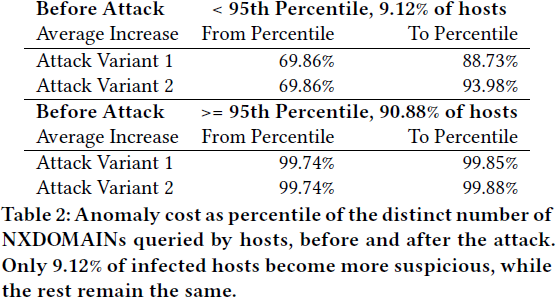 Before Attack < 95th Percentile, 9.12% of hosts
Average Increase From Percentile To Percentile
Attack Variant 1 69.86% 88.73%
Attack Variant 2 69.86% 93.98%
Before Attack >= 95th Percentile, 90.88% of hosts
Average Increase From Percentile To Percentile
Attack Variant 1 99.74% 99.85%
Attack Variant 2 99.74% 99.88%
Table 2: Anomaly cost as percentile of the distinct number of
NXDOMAINs queried by hosts, before and after the attack.
Only 9.12% of infected hosts become more suspicious, while
the rest remain the same.